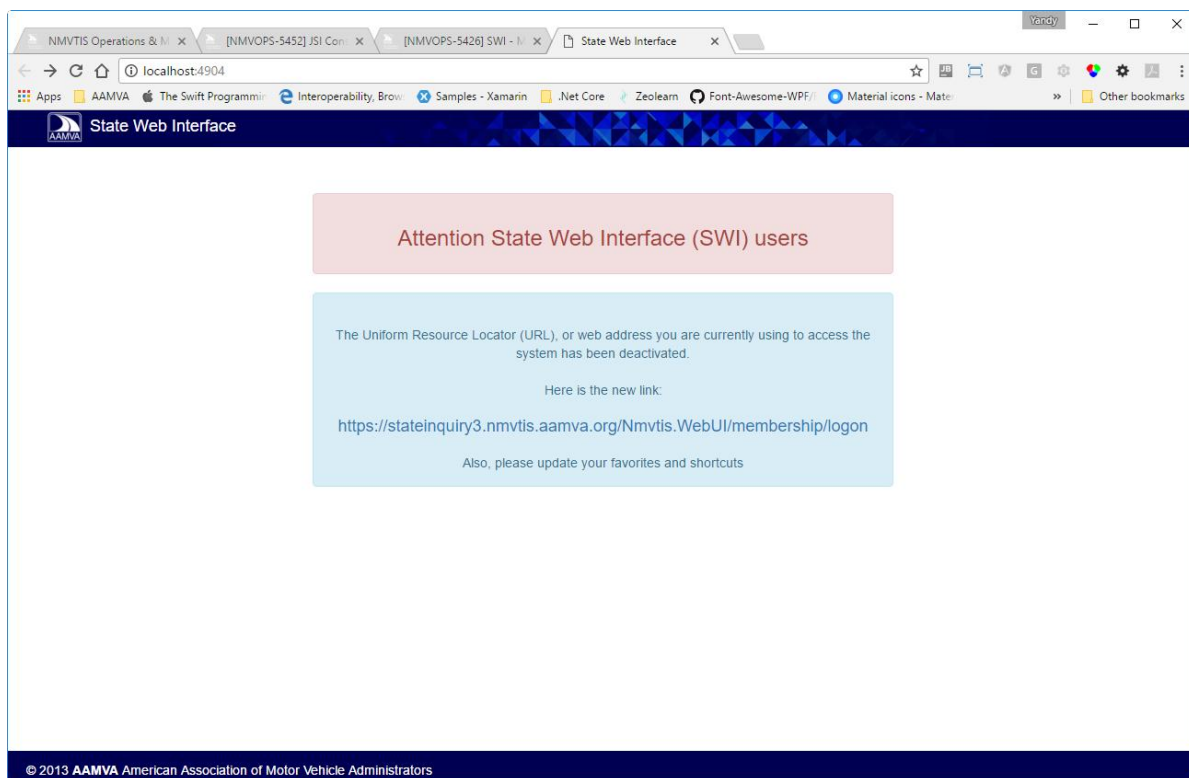 Yandy
NMVTIS Operations & M
[NMVOPS-5452] JSI Con
[NMVOPS-5426] SWI - M
State Web Interface
localhost:4904
Apps AAMVA The Swift Programmin Interoperability, Brow Samples - Xamarin .Net Core Zeolearn Font-Awesome-WPF/ Material icons - Mate » Other bookmarks
AAMVA State Web Interface
Attention State Web Interface (SWI) users
The Uniform Resource Locator (URL), or web address you are currently using to access the
system has been deactivated.
Here is the new link:
https://stateinquiry3.nmvtis.aamva.org/Nmvtis.WebUI/membership/logon
Also, please update your favorites and shortcuts
© 2013 AAMVA American Association of Motor Vehicle Administrators